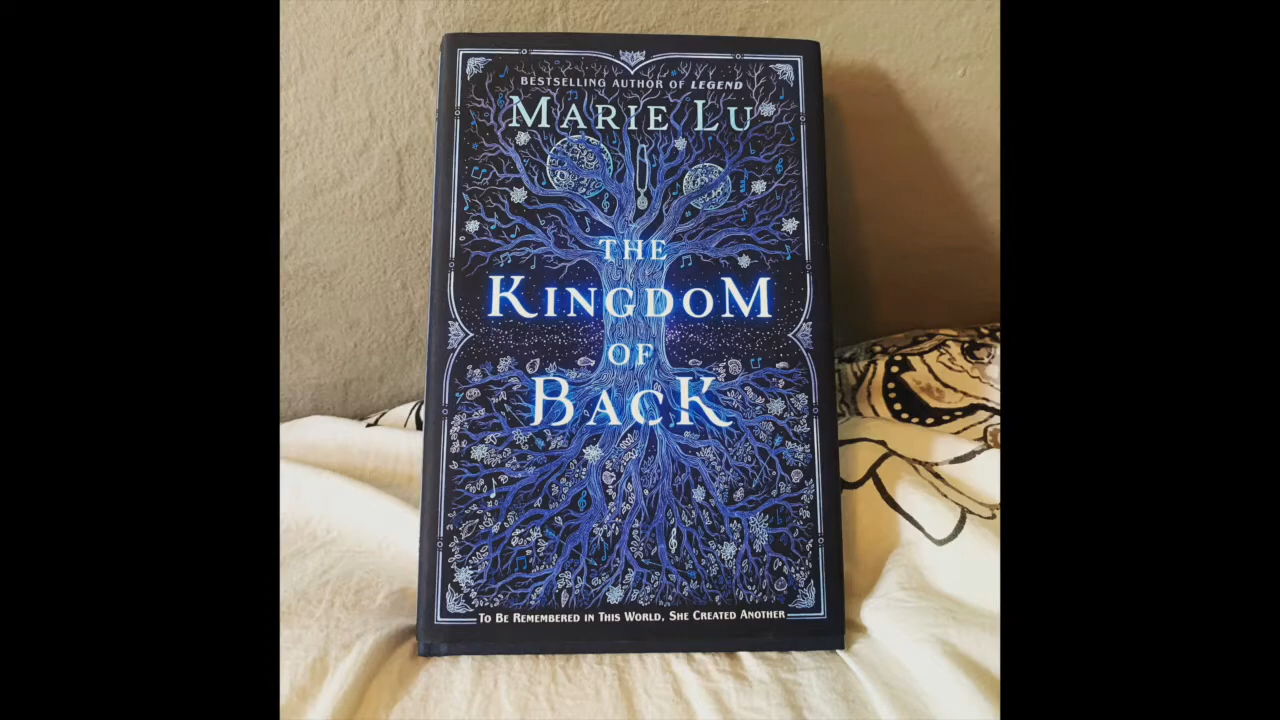 BESTSELLING AUTHOR OF LEGEND
MARIE LU
THE
KINGDOM
OF
BACK
TO BE REMEMBERED IN THIS WORLD, SHE CREATED ANOTHER